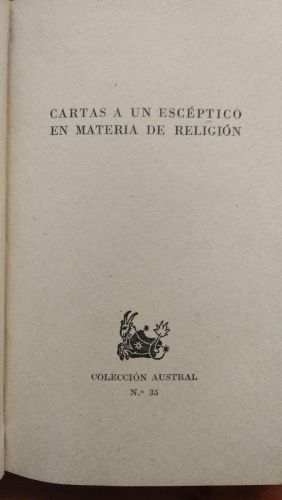 CARTAS A UN ESCÉPTICO
EN MATERIA DE RELIGIÓN
COLECCIÓN AUSTRAL
N.º 35